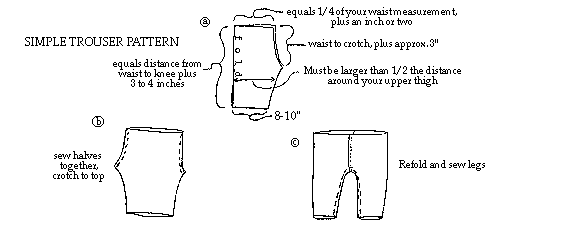 equals 1/4 of your waist measurement,
plus an inch or two
a
SIMPLE TROUSER PATTERN
waist to crotch, plus approx. 3"
equals distance from
waist to knee plus
3 to 4 inches
Fold
Must be larger than 1/2 the distance
around your upper thigh
8-10"
b
sew halves
together,
crotch to top
c
Refold and sew legs